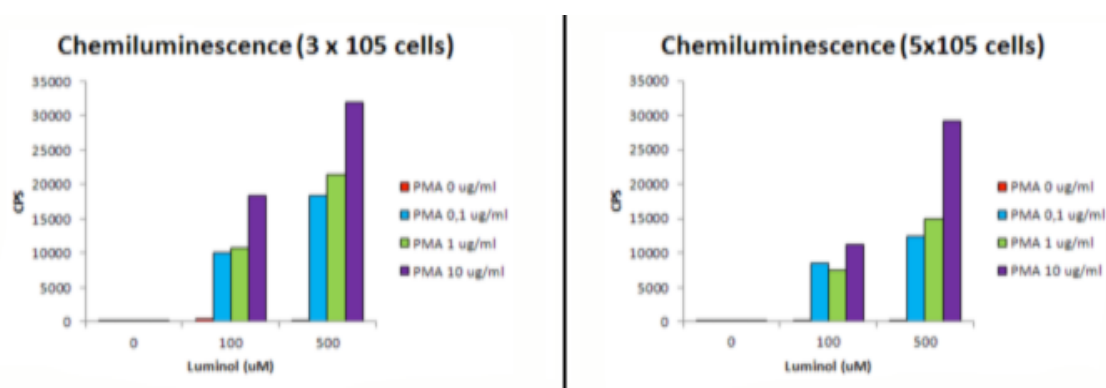 Chemiluminescence (3 x 105 cells)
35000
30000
25000
20000
15000
10000
5000
0
CPS
0 100 500
Luminol (uM)
PMA 0 ug/ml
PMA 0,1 ug/ml
PMA 1 ug/ml
PMA 10 ug/ml
Chemiluminescence (5x105 cells)
35000
30000
25000
20000
15000
10000
5000
0
CPS
0 100 500
Luminol (uM)
PMA 0 ug/ml
PMA 0,1 ug/ml
PMA 1 ug/ml
PMA 10 ug/ml